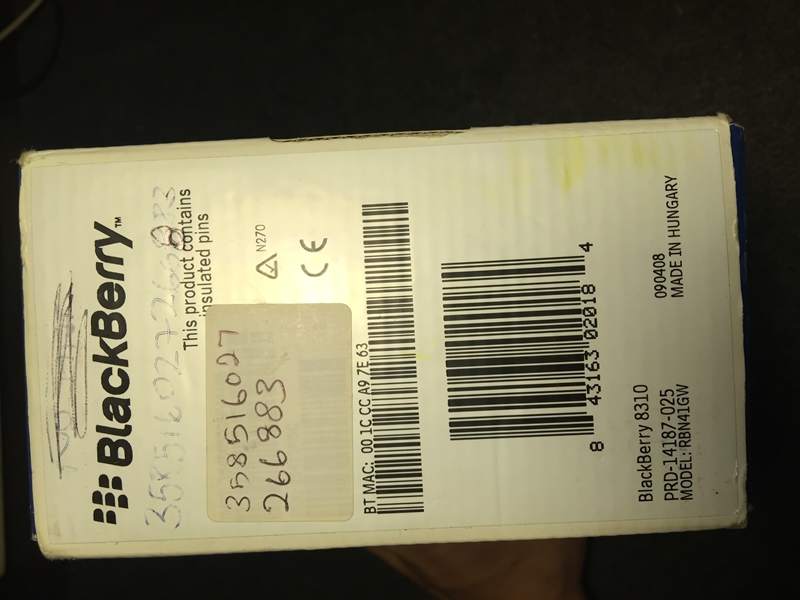 BlackBerry™
This product contains
insulated pins
N270
CE
358516027
266883
BT MAC: 00 1C CC A9 7E 63
8 43163 02018 4
BlackBerry 8310
PRD-14187-025
MODEL: RBN41GW
090408
MADE IN HUNGARY